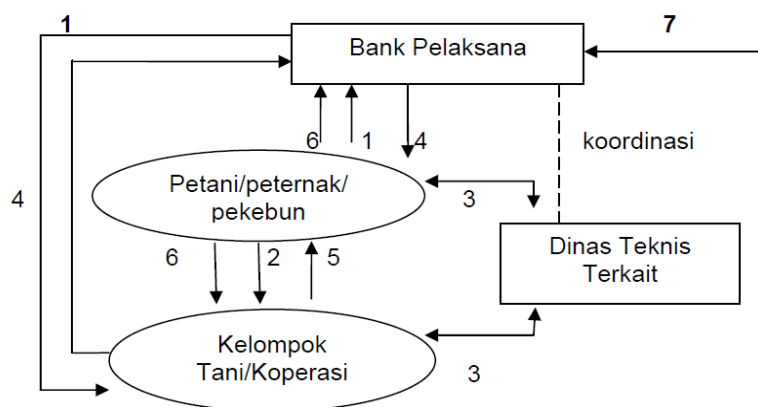 1
7
Bank Pelaksana
6
1
4
koordinasi
4
Petani/peternak/
pekebun
3
6
2
5
Dinas Teknis
Terkait
Kelompok
Tani/Koperasi
3